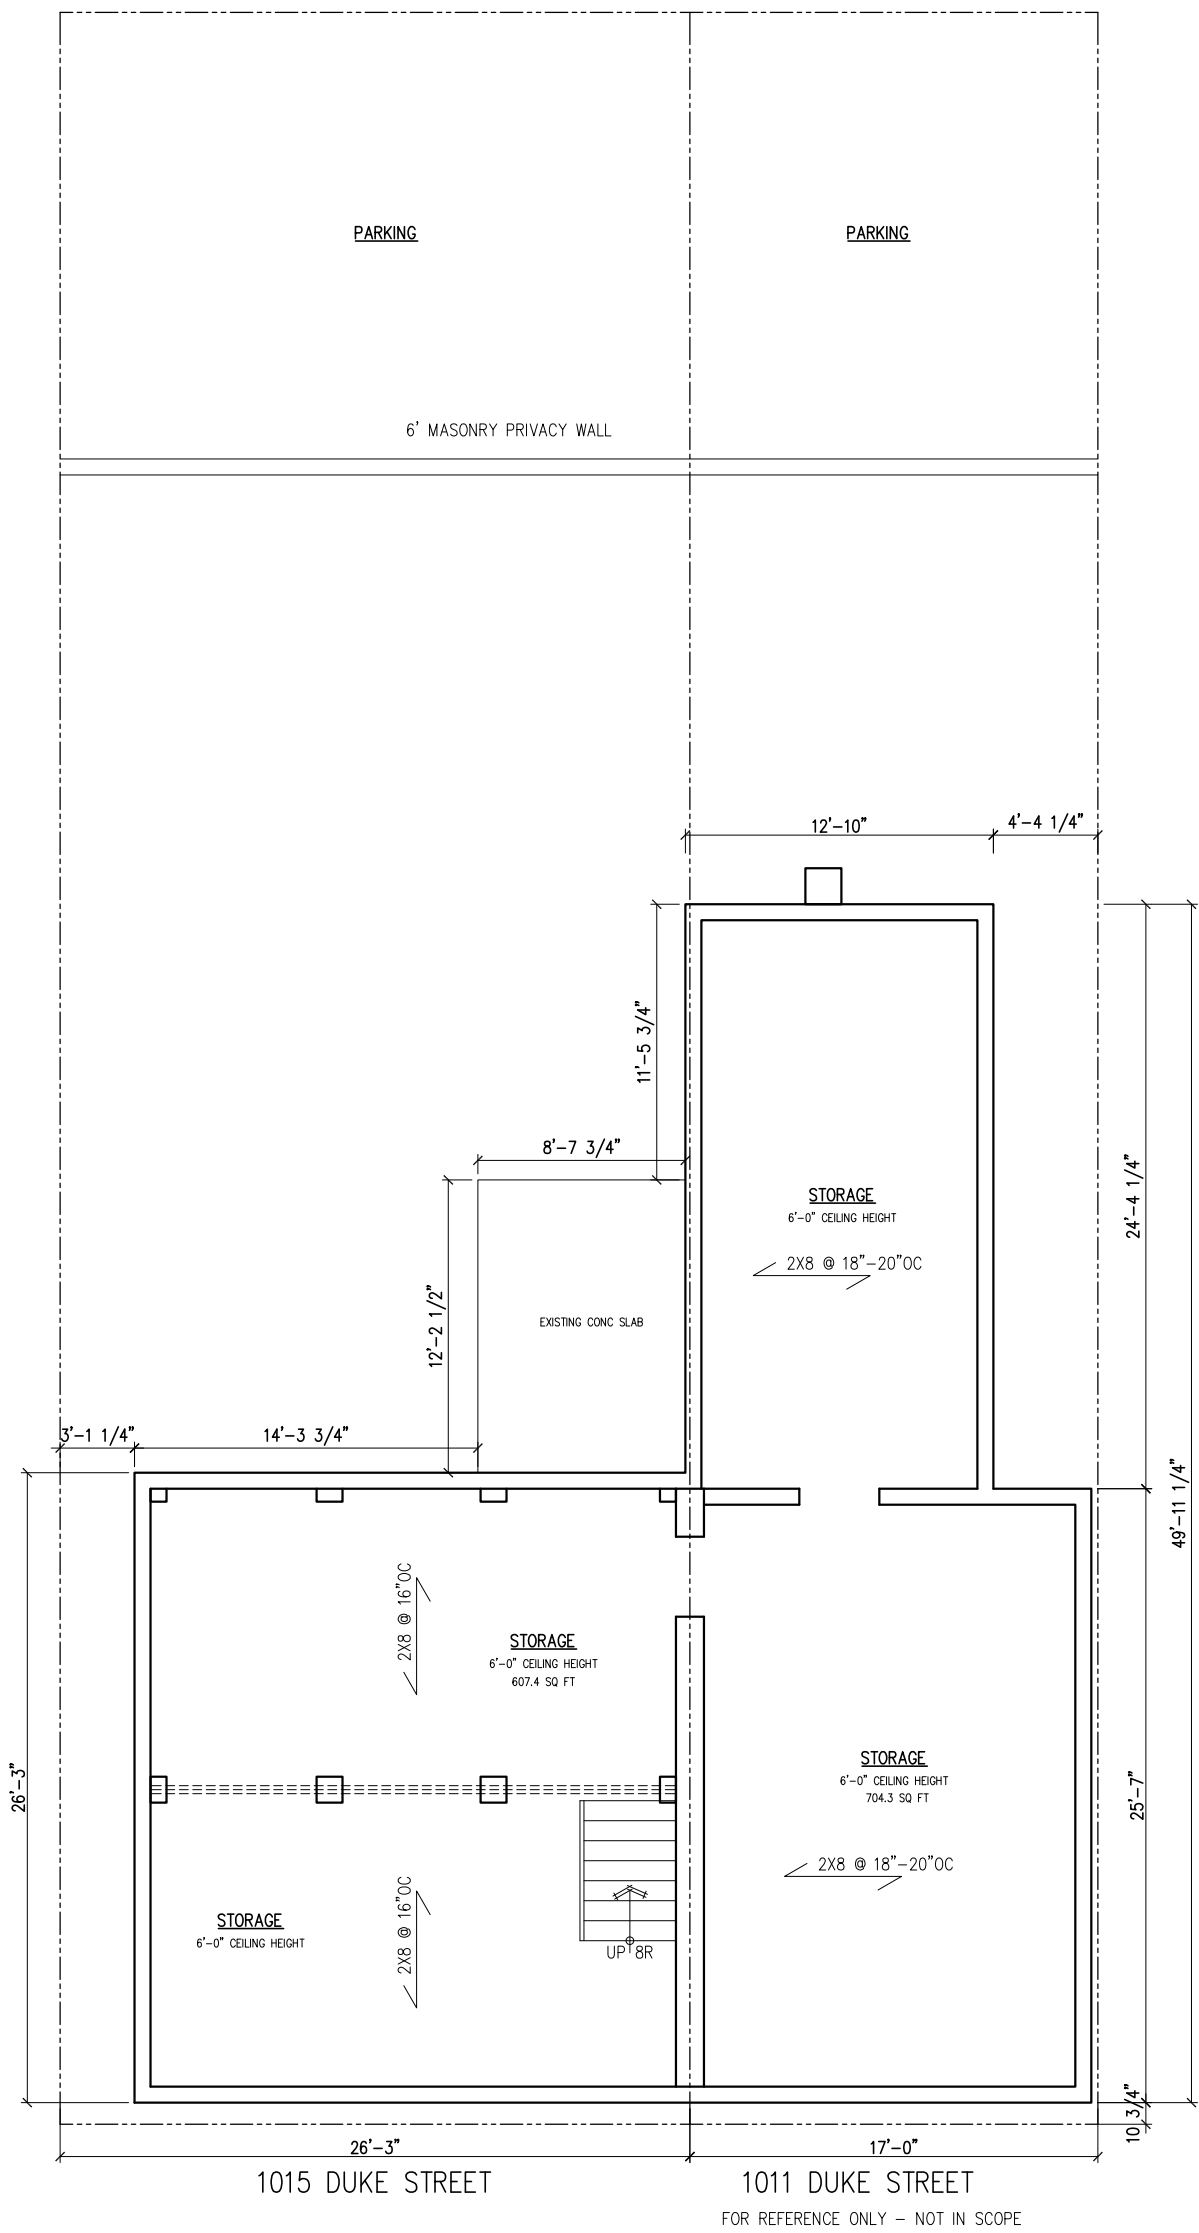 PARKING
PARKING
6' MASONRY PRIVACY WALL
12'-10"
4'-4 1/4"
11'-5 3/4"
8'-7 3/4"
24'-4 1/4"
STORAGE
6'-0" CEILING HEIGHT
2X8 @ 18"-20"OC
12'-2 1/2"
EXISTING CONC SLAB
3'-1 1/4"
14'-3 3/4"
49'-11 1/4"
2X8 @ 16"OC
STORAGE
6'-0" CEILING HEIGHT
607.4 SQ FT
26'-3"
STORAGE
6'-0" CEILING HEIGHT
704.3 SQ FT
25'-7"
2X8 @ 18"-20"OC
STORAGE
6'-0" CEILING HEIGHT
2X8 @ 16"OC
UP 8R
10 3/4"
26'-3"
17'-0"
1015 DUKE STREET
1011 DUKE STREET
FOR REFERENCE ONLY – NOT IN SCOPE